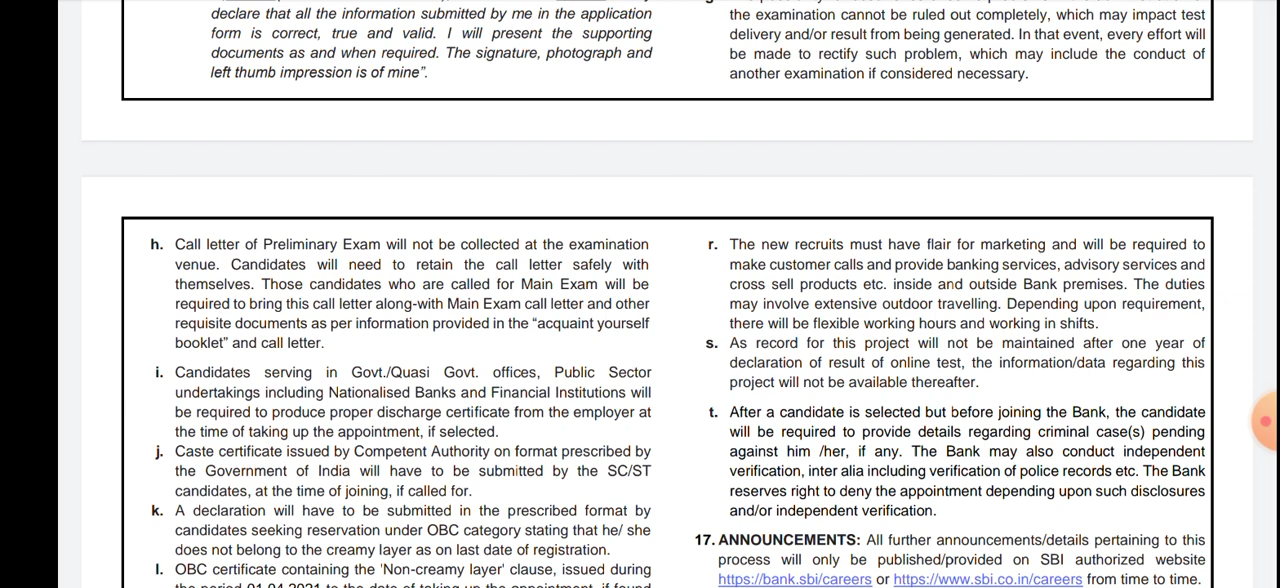 declare that all the information submitted by me in the application
form is correct, true and valid. I will present the supporting
documents as and when required. The signature, photograph and
left thumb impression is of mine”.
the examination cannot be ruled out completely, which may impact test
delivery and/or result from being generated. In that event, every effort will
be made to rectify such problem, which may include the conduct of
another examination if considered necessary.
h. Call letter of Preliminary Exam will not be collected at the examination
venue. Candidates will need to retain the call letter safely with
themselves. Those candidates who are called for Main Exam will be
required to bring this call letter along-with Main Exam call letter and other
requisite documents as per information provided in the “acquaint yourself
booklet” and call letter.
i. Candidates serving in Govt./Quasi Govt. offices, Public Sector
undertakings including Nationalised Banks and Financial Institutions will
be required to produce proper discharge certificate from the employer at
the time of taking up the appointment, if selected.
j. Caste certificate issued by Competent Authority on format prescribed by
the Government of India will have to be submitted by the SC/ST
candidates, at the time of joining, if called for.
k. A declaration will have to be submitted in the prescribed format by
candidates seeking reservation under OBC category stating that he/ she
does not belong to the creamy layer as on last date of registration.
l. OBC certificate containing the 'Non-creamy layer' clause, issued during
the period 01.04.2021 to the date of taking up the appointment, if found
r. The new recruits must have flair for marketing and will be required to
make customer calls and provide banking services, advisory services and
cross sell products etc. inside and outside Bank premises. The duties
may involve extensive outdoor travelling. Depending upon requirement,
there will be flexible working hours and working in shifts.
s. As record for this project will not be maintained after one year of
declaration of result of online test, the information/data regarding this
project will not be available thereafter.
t. After a candidate is selected but before joining the Bank, the candidate
will be required to provide details regarding criminal case(s) pending
against him /her, if any. The Bank may also conduct independent
verification, inter alia including verification of police records etc. The Bank
reserves right to deny the appointment depending upon such disclosures
and/or independent verification.
17. ANNOUNCEMENTS: All further announcements/details pertaining to this
process will only be published/provided on SBI authorized website
https://bank.sbi/careers or https://www.sbi.co.in/careers from time to time.